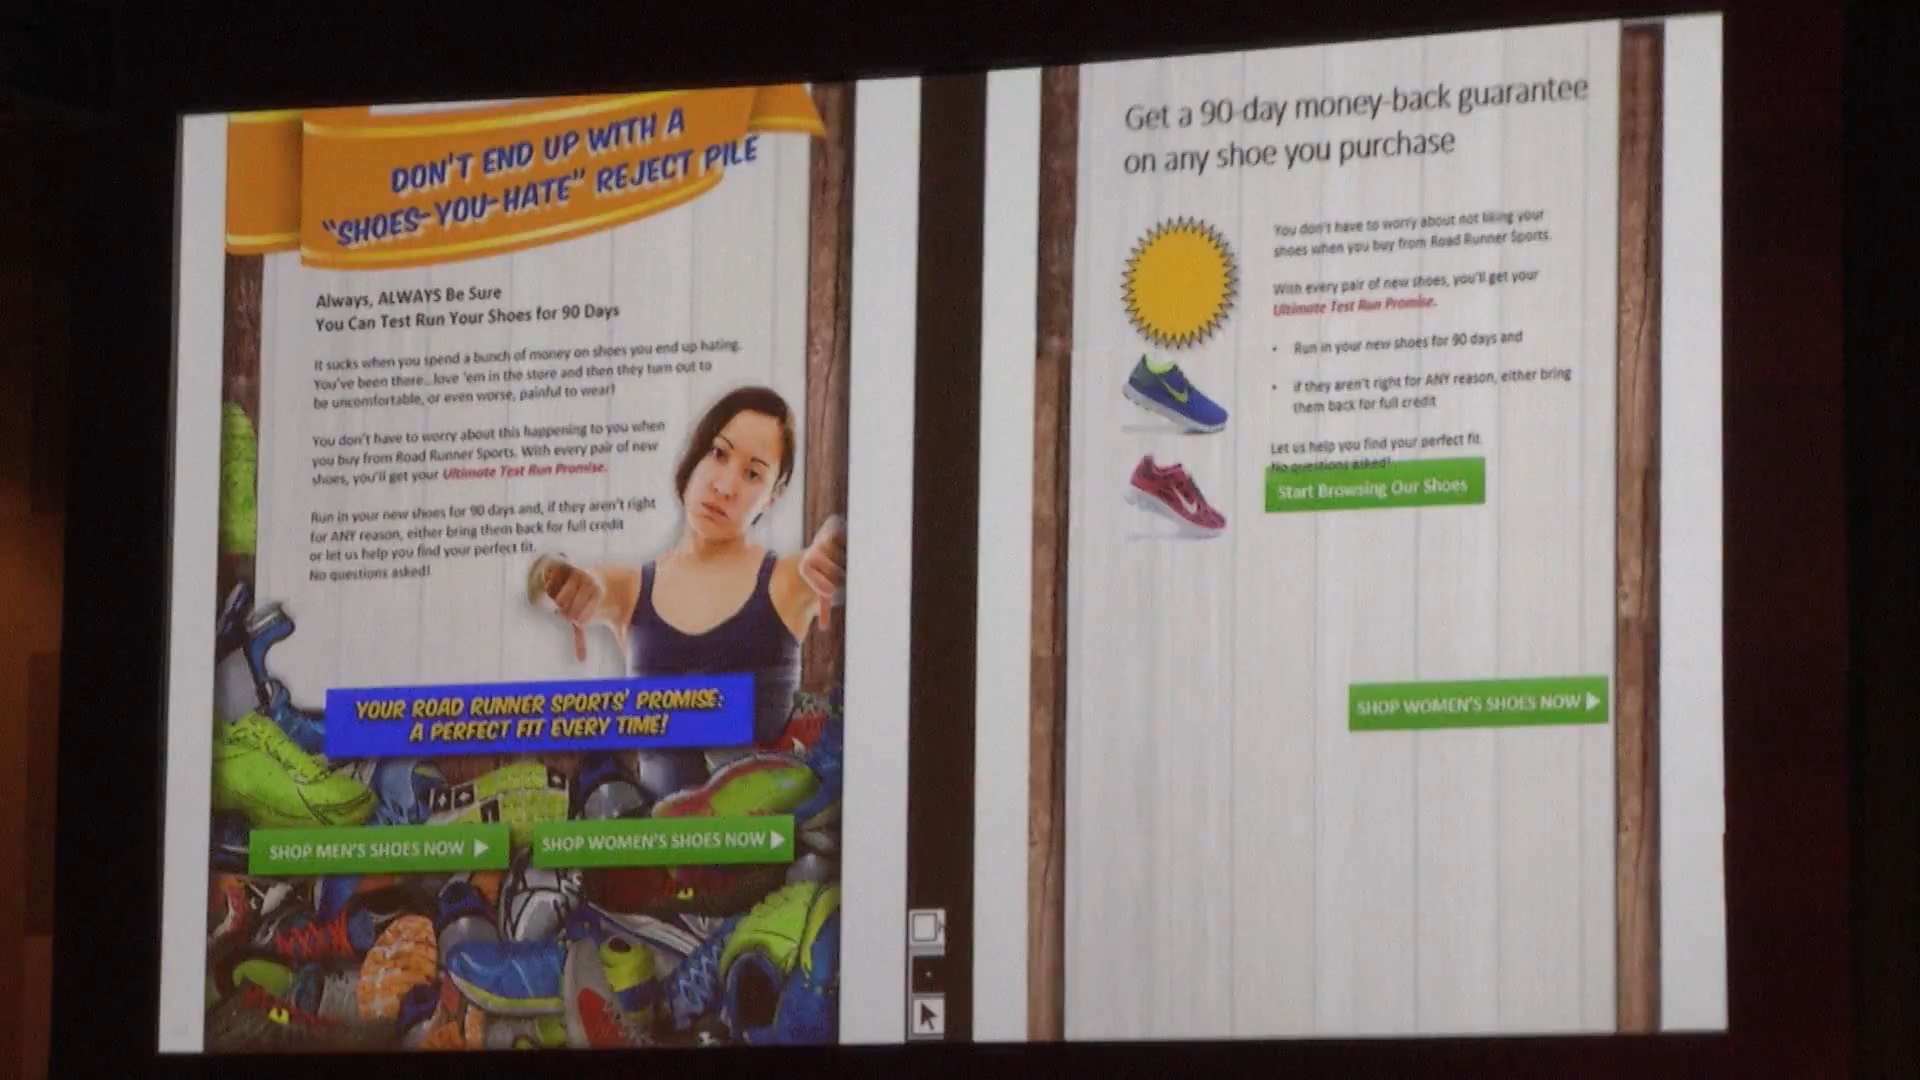 DON'T END UP WITH A
"SHOES-YOU-HATE" REJECT PILE
Always, ALWAYS Be Sure
You Can Test Run Your Shoes for 90 Days
It sucks when you spend a bunch of money on shoes you end up hating.
You've been there...love 'em in the store and then they turn out to
be uncomfortable, or even worse, painful to wear!
You don't have to worry about this happening to you when
you buy from Road Runner Sports. With every pair of new
shoes, you'll get your Ultimate Test Run Promise.
Run in your new shoes for 90 days and, if they aren't right
for ANY reason, either bring them back for full credit
or let us help you find your perfect fit.
No questions asked!
YOUR ROAD RUNNER SPORTS' PROMISE:
A PERFECT FIT EVERY TIME!
SHOP MEN'S SHOES NOW
SHOP WOMEN'S SHOES NOW
Get a 90-day money-back guarantee
on any shoe you purchase
You don't have to worry about not liking your
shoes when you buy from Road Runner Sports.
With every pair of new shoes, you'll get your
Ultimate Test Run Promise.
• Run in your new shoes for 90 days and
• if they aren't right for ANY reason, either bring
them back for full credit
Let us help you find your perfect fit.
No questions asked!
Start Browsing Our Shoes
SHOP WOMEN'S SHOES NOW